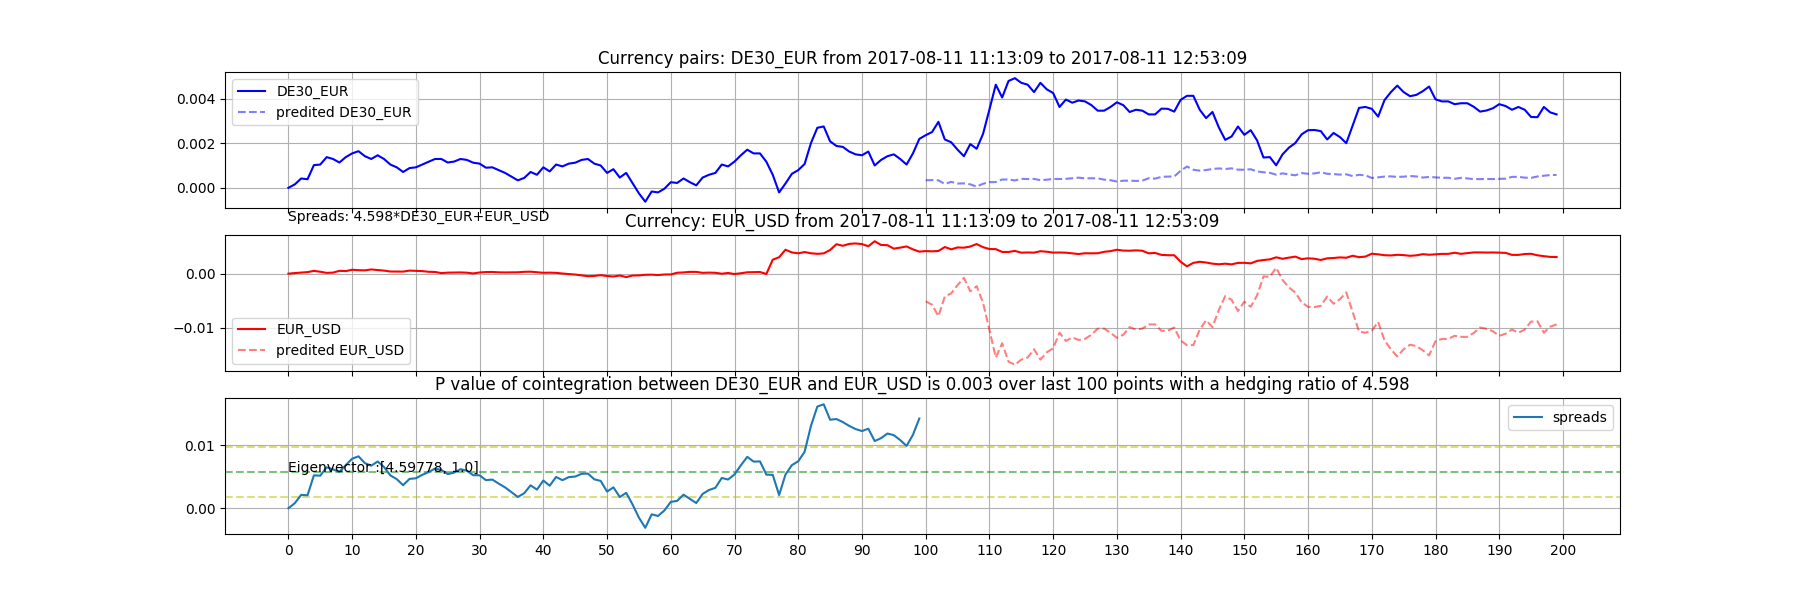 Currency pairs: DE30_EUR from 2017-08-11 11:13:09 to 2017-08-11 12:53:09
DE30_EUR
predited DE30_EUR
0.004
0.002
0.000
Spreads: 4.598*DE30_EUR+EUR_USD
Currency: EUR_USD from 2017-08-11 11:13:09 to 2017-08-11 12:53:09
0.00
−0.01
EUR_USD
predited EUR_USD
P value of cointegration between DE30_EUR and EUR_USD is 0.003 over last 100 points with a hedging ratio of 4.598
spreads
0.01
Eigenvector :[4.59778, 1.0]
0.00
0 10 20 30 40 50 60 70 80 90 100 110 120 130 140 150 160 170 180 190 200